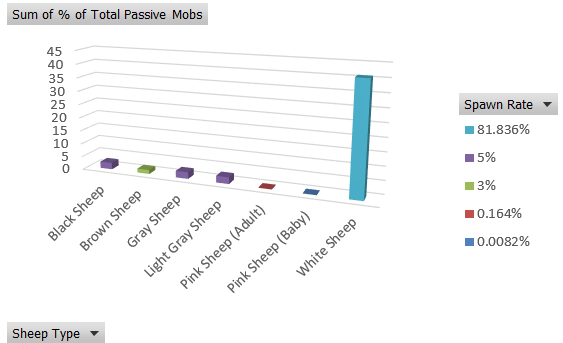 Sum of % of Total Passive Mobs
45
40
35
30
25
20
15
10
5
0
Black Sheep
Brown Sheep
Gray Sheep
Light Gray Sheep
Pink Sheep (Adult)
Pink Sheep (Baby)
White Sheep
Spawn Rate
81.836%
5%
3%
0.164%
0.0082%
Sheep Type